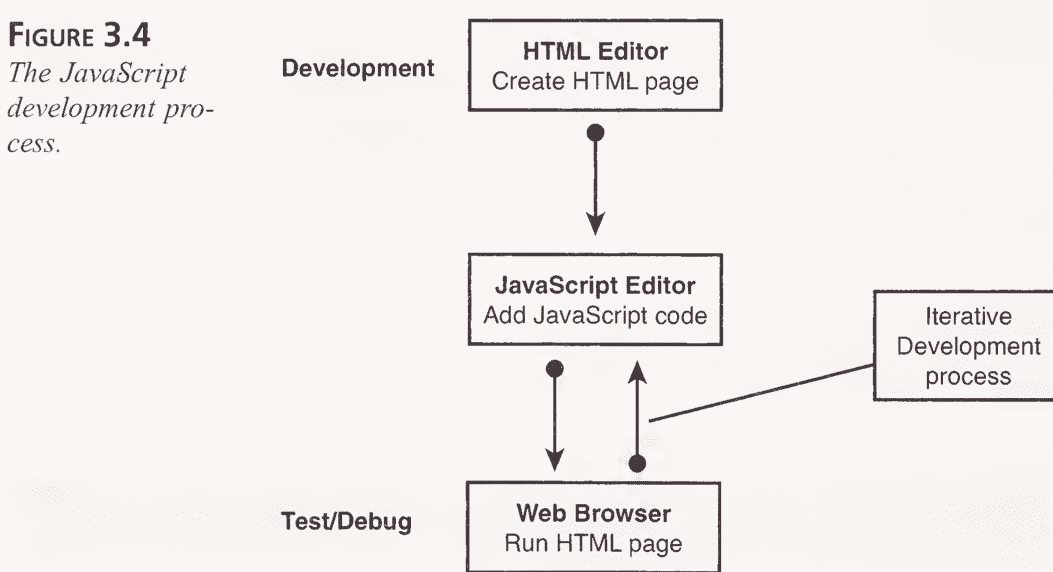 FIGURE 3.4
The JavaScript
development pro-
cess.
Development
HTML Editor
Create HTML page
JavaScript Editor
Add JavaScript code
Iterative
Development
process
Test/Debug
Web Browser
Run HTML page